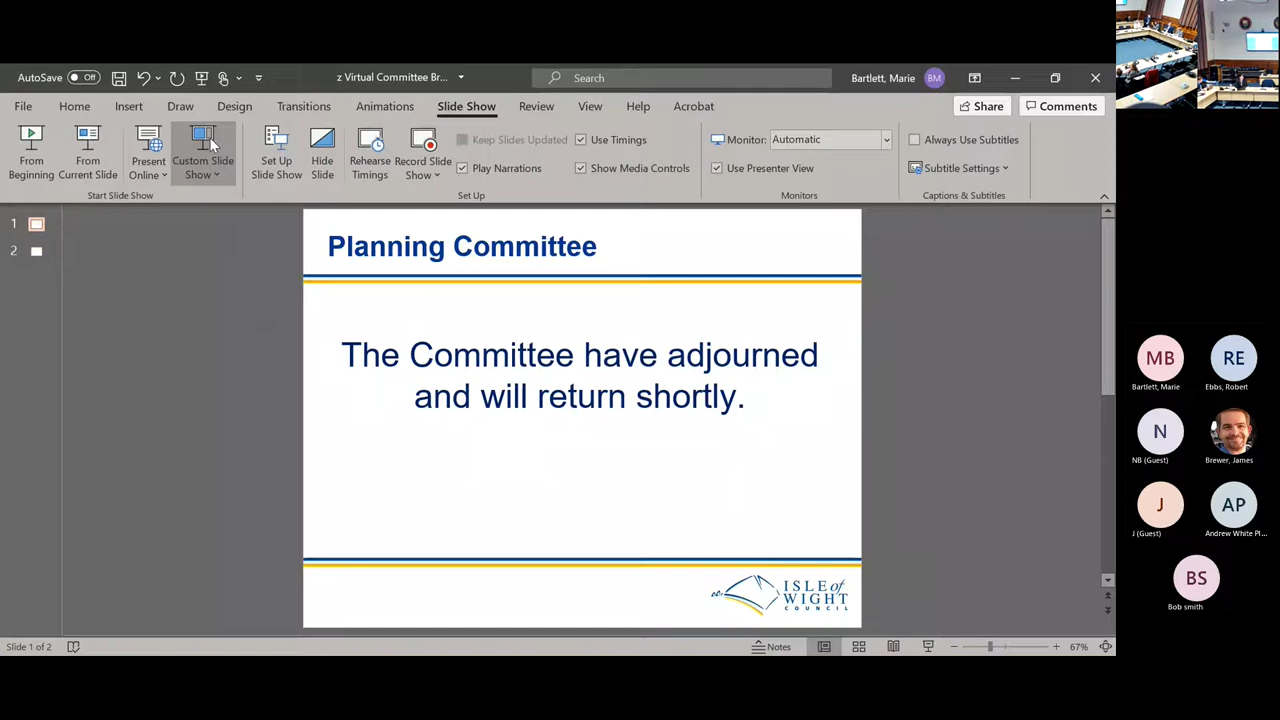 AutoSave Off
z Virtual Committee Br...
Search
Bartlett, Marie BM
File Home Insert Draw Design Transitions Animations Slide Show Review View Help Acrobat
Share Comments
From Beginning
From Current Slide
Present Online
Custom Slide Show
Start Slide Show
Set Up Slide Show
Hide Slide
Rehearse Timings
Record Slide Show
Keep Slides Updated
Play Narrations
Use Timings
Show Media Controls
Set Up
Monitor: Automatic
Use Presenter View
Monitors
Always Use Subtitles
Subtitle Settings
Captions & Subtitles
1
2
Planning Committee
The Committee have adjourned
and will return shortly.
ISLE of
WIGHT
COUNCIL
Slide 1 of 2
Notes
67%
MB
Bartlett, Marie
RE
Ebbs, Robert
N
NB (Guest)
Brewer, James
J
J (Guest)
AP
Andrew White Pl...
BS
Bob smith